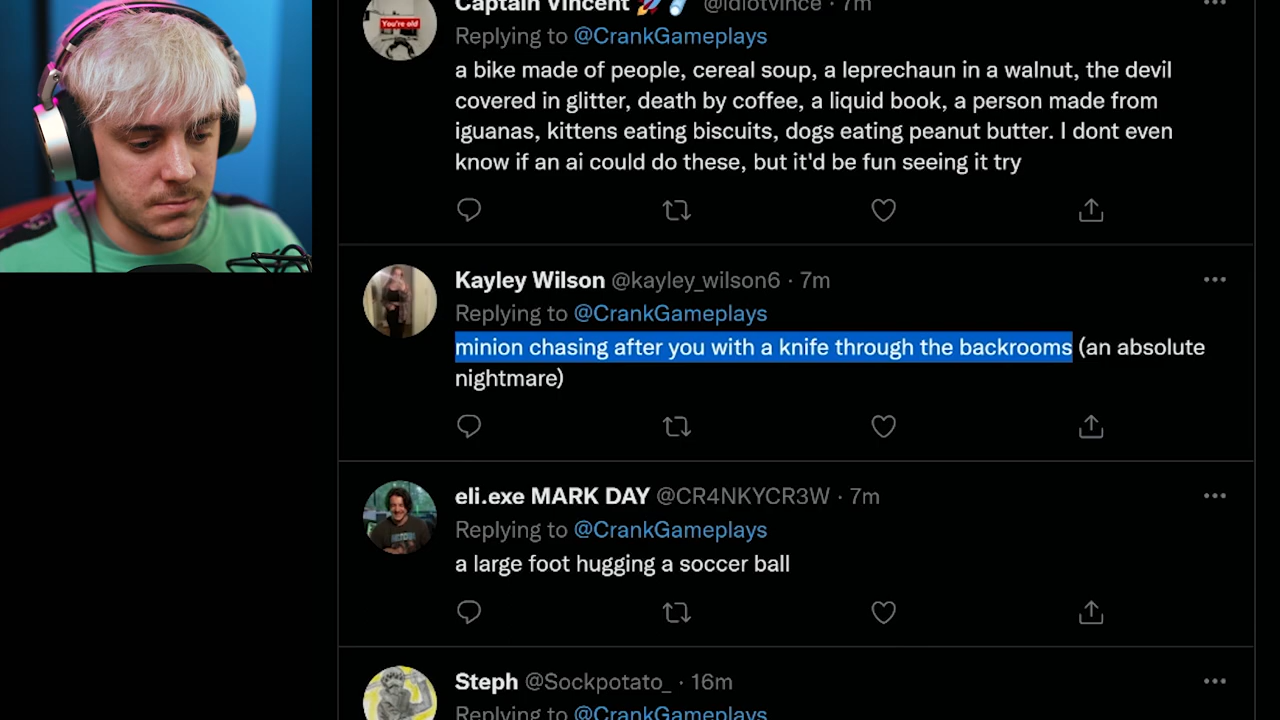 You're old
Captain Vincent 🚀☄️ @idiotvince · 7m
Replying to @CrankGameplays
a bike made of people, cereal soup, a leprechaun in a walnut, the devil
covered in glitter, death by coffee, a liquid book, a person made from
iguanas, kittens eating biscuits, dogs eating peanut butter. I dont even
know if an ai could do these, but it'd be fun seeing it try
Kayley Wilson @kayley_wilson6 · 7m
Replying to @CrankGameplays
minion chasing after you with a knife through the backrooms (an absolute
nightmare)
eli.exe MARK DAY @CR4NKYCR3W · 7m
Replying to @CrankGameplays
a large foot hugging a soccer ball
Steph @Sockpotato_ · 16m
Replying to @CrankGameplays